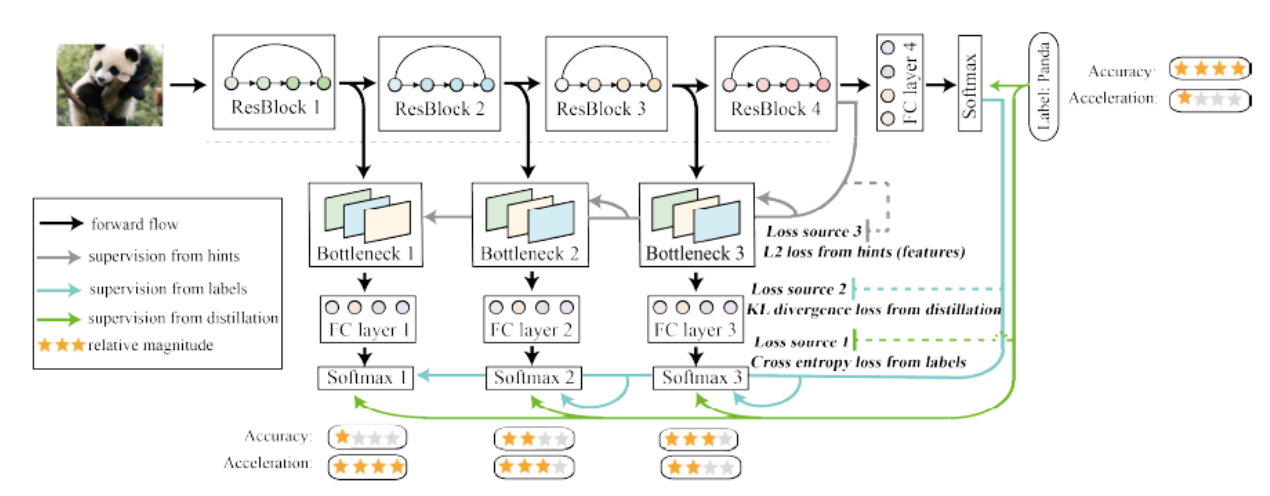 ResBlock 1
ResBlock 2
ResBlock 3
ResBlock 4
FC layer 4
Softmax
Label: Panda
Accuracy:
Acceleration:
Bottleneck 1
Bottleneck 2
Bottleneck 3
forward flow
supervision from hints
supervision from labels
supervision from distillation
relative magnitude
Loss source 3
L2 loss from hints (features)
Loss source 2
KL divergence loss from distillation
Loss source 1
Cross entropy loss from labels
FC layer 1
FC layer 2
FC layer 3
Softmax 1
Softmax 2
Softmax 3
Accuracy:
Acceleration: